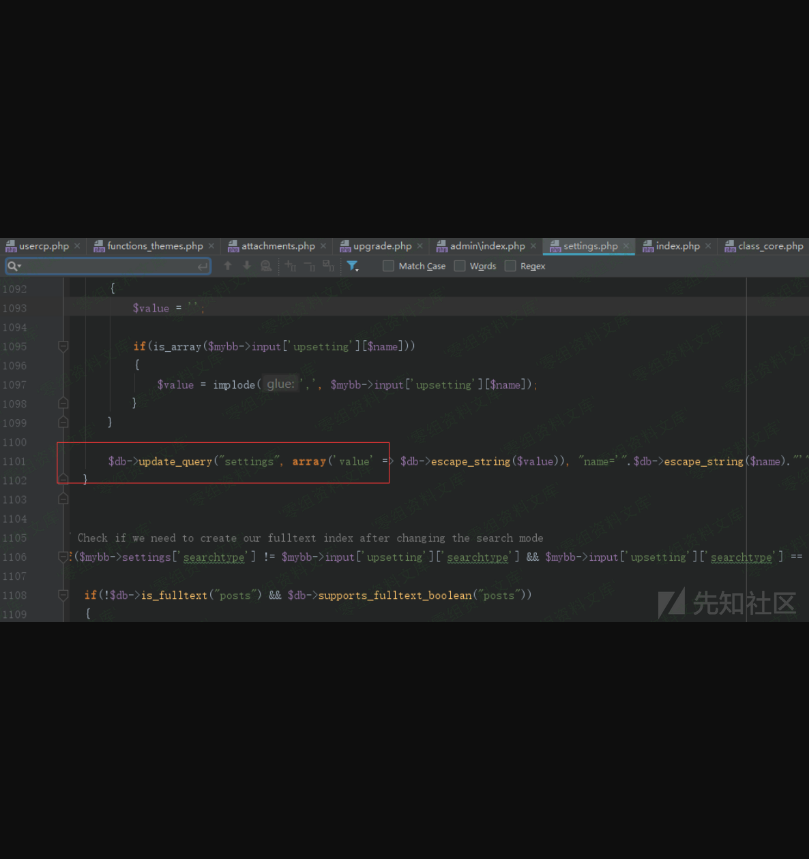 usercp.php × functions_themes.php × attachments.php × upgrade.php × admin\index.php × settings.php × index.php × class_core.php
Match Case Words Regex
1092 {
1093 $value = '';
1094
1095 if(is_array($mybb->input['upsetting'][$name]))
1096 {
1097 $value = implode( glue: ',', $mybb->input['upsetting'][$name]);
1098 }
1099 }
1100
1101 $db->update_query("settings", array('value' => $db->escape_string($value)), "name='".$db->escape_string($name)."'"
1102 }
1103
1104
1105 Check if we need to create our fulltext index after changing the search mode
1106 ($mybb->settings['searchtype'] != $mybb->input['upsetting']['searchtype'] && $mybb->input['upsetting']['searchtype'] ==
1107
1108 if(!$db->is_fulltext("posts") && $db->supports_fulltext_boolean("posts"))
1109 {
先知社区